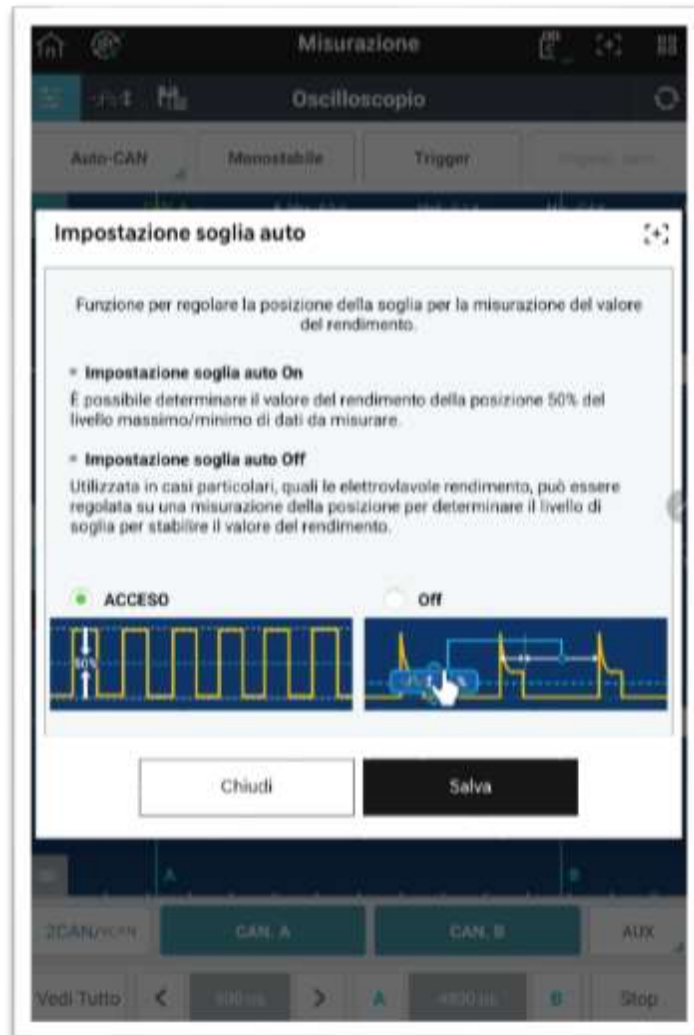 Misurazione
Oscilloscopio
Auto-CAN Monostabile Trigger
Impostazione soglia auto
Funzione per regolare la posizione della soglia per la misurazione del valore
del rendimento.
Impostazione soglia auto On
È possibile determinare il valore del rendimento della posizione 50% del
livello massimo/minimo di dati da misurare.
Impostazione soglia auto Off
Utilizzata in casi particolari, quali le elettrovlavole rendimento, può essere
regolata su una misurazione della posizione per determinare il livello di
soglia per stabilire il valore del rendimento.
ACCESO Off
50%
Chiudi Salva
A B
2CAN/ CAN. A CAN. B AUX
Vedi Tutto < > A B Stop